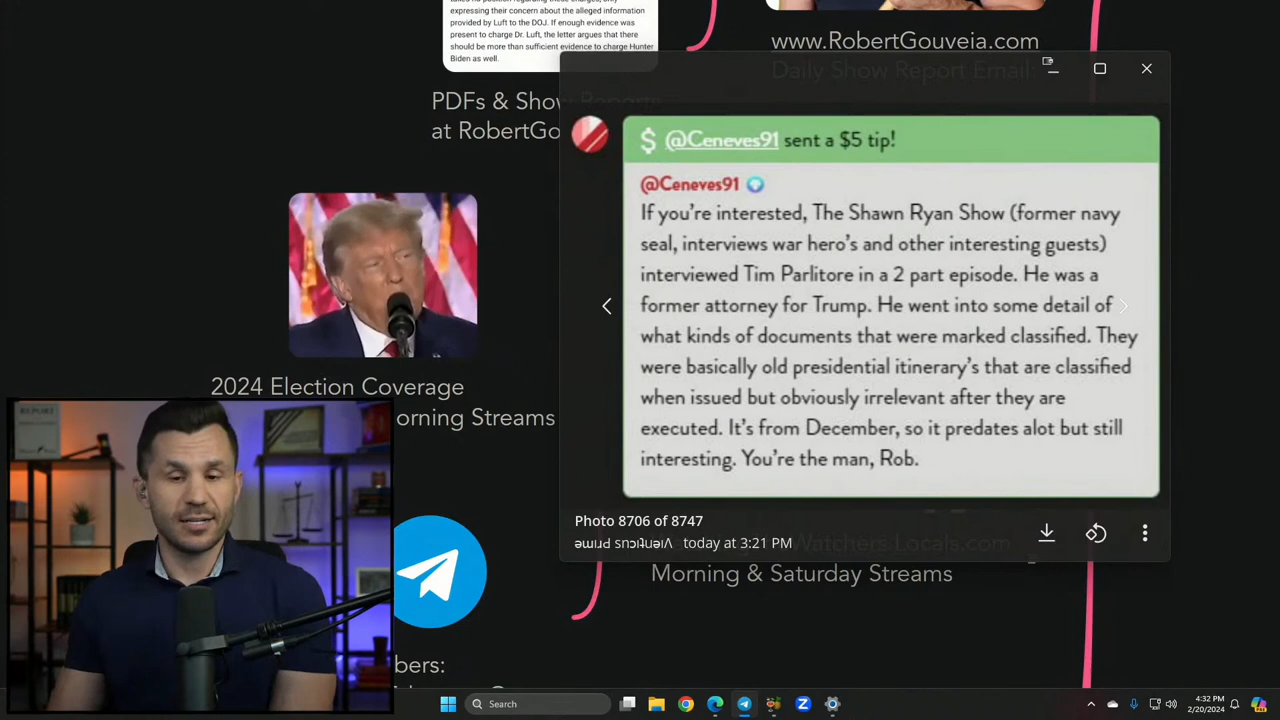 expressing their concern about the alleged information
provided by Luft to the DOJ. If enough evidence was
present to charge Dr. Luft, the letter argues that there
should be more than sufficient evidence to charge Hunter
Biden as well.
PDFs & Show Reports
at RobertGo
www.RobertGouveia.com
Daily Show Report Email
$ @Ceneves91 sent a $5 tip!
@Ceneves91
If you're interested, The Shawn Ryan Show (former navy
seal, interviews war hero's and other interesting guests)
interviewed Tim Parlitore in a 2 part episode. He was a
former attorney for Trump. He went into some detail of
what kinds of documents that were marked classified. They
were basically old presidential itinerary's that are classified
when issued but obviously irrelevant after they are
executed. It's from December, so it predates alot but still
interesting. You're the man, Rob.
2024 Election Coverage
orning Streams
REPORT
Photo 8706 of 8747
today at 3:21 PM
Watchers.Locals.com
Morning & Saturday Streams
bers:
Search
4:32 PM
2/20/2024